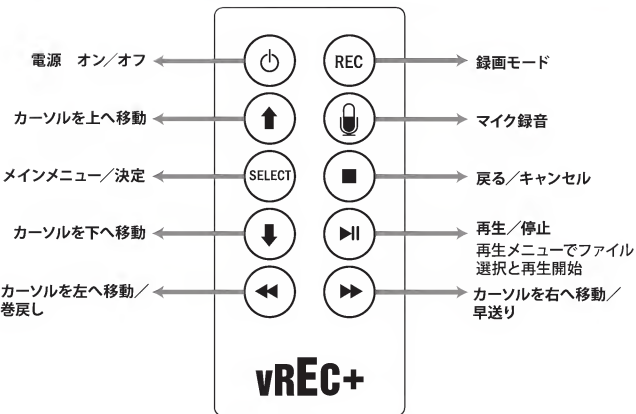 電源　オン／オフ
カーソルを上へ移動
メインメニュー／決定
カーソルを下へ移動
カーソルを左へ移動／
巻戻し
REC
SELECT
録画モード
マイク録音
戻る／キャンセル
再生／停止
再生メニューでファイル
選択と再生開始
カーソルを右へ移動／
早送り
vREC+